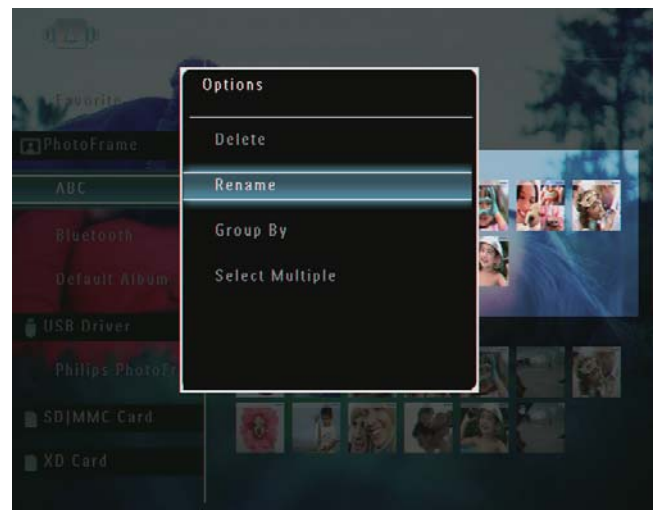 Options
Delete
Rename
Group By
Select Multiple
Favorite
PhotoFrame
ABC
Bluetooth
Default Album
USB Driver
Philips PhotoFr
SD|MMC Card
XD Card